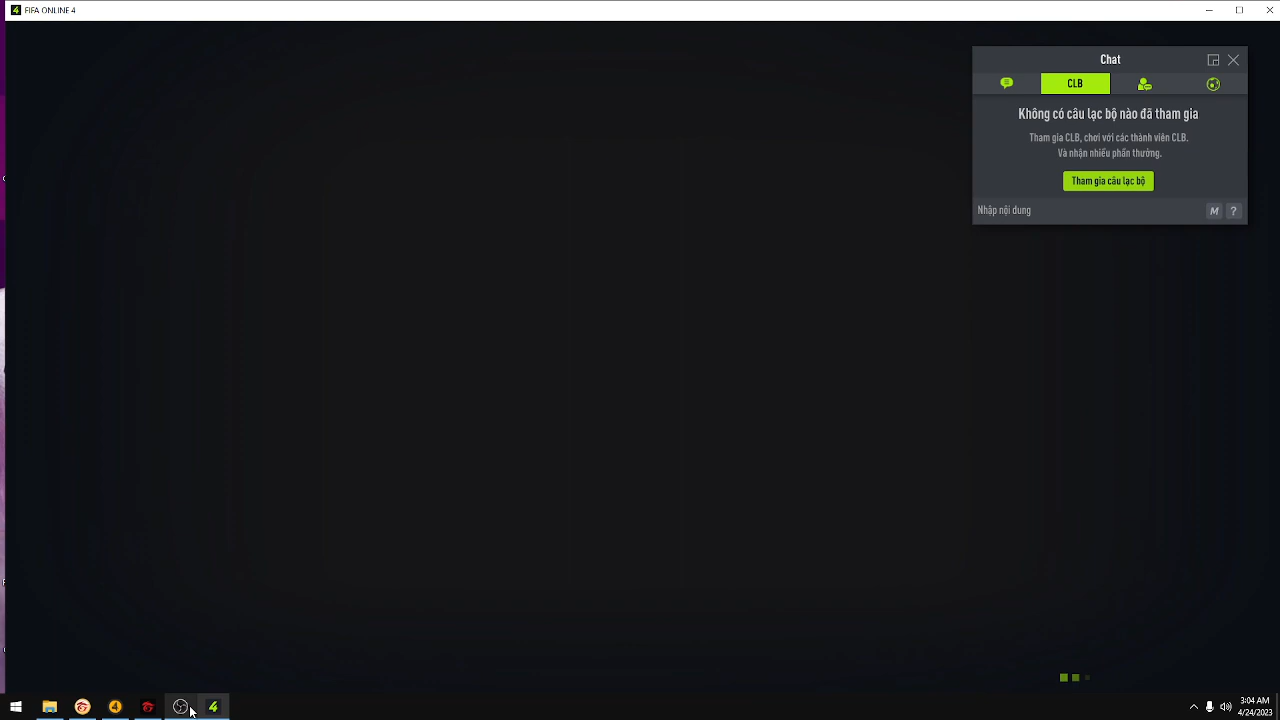 FIFA ONLINE 4
Chat
CLB
Không có câu lạc bộ nào đã tham gia
Tham gia CLB, chơi với các thành viên CLB.
Và nhận nhiều phần thưởng.
Tham gia câu lạc bộ
Nhập nội dung
M ?
3:04 AM
4/24/2023